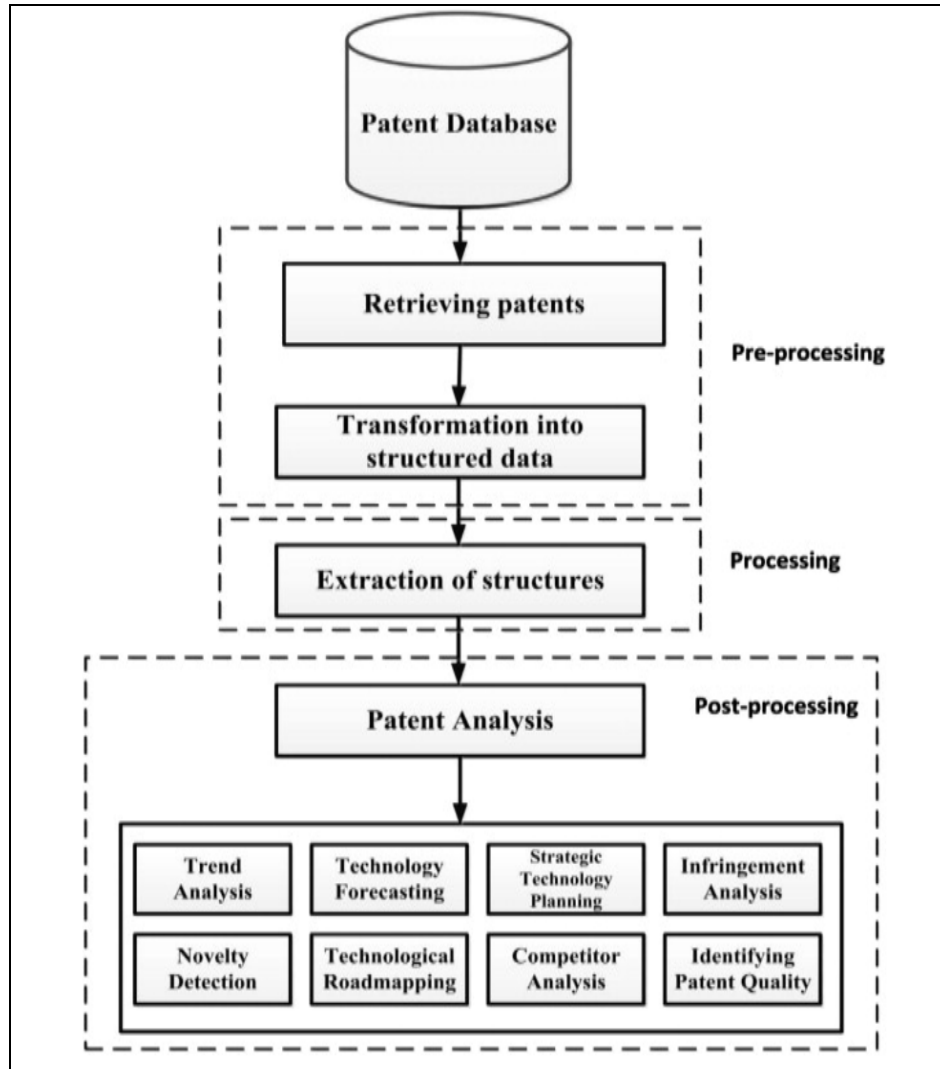 Patent Database
Retrieving patents
Pre-processing
Transformation into
structured data
Extraction of structures
Processing
Patent Analysis
Post-processing
Trend
Analysis
Technology
Forecasting
Strategic
Technology
Planning
Infringement
Analysis
Novelty
Detection
Technological
Roadmapping
Competitor
Analysis
Identifying
Patent Quality